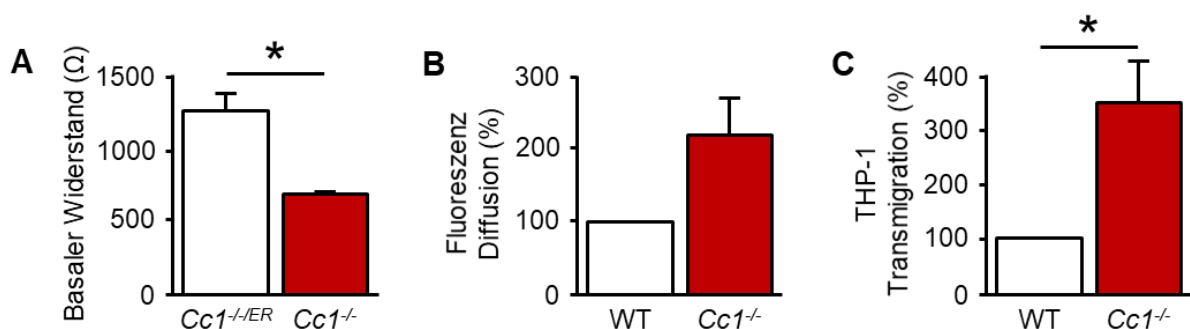 A
Basaler Widerstand (Ω)
1500
1000
500
0
*
Cc1-/-/ER
Cc1-/-
B
Fluoreszenz
Diffusion (%)
300
200
100
0
WT
Cc1-/-
C
THP-1
Transmigration (%)
400
300
200
100
0
*
WT
Cc1-/-